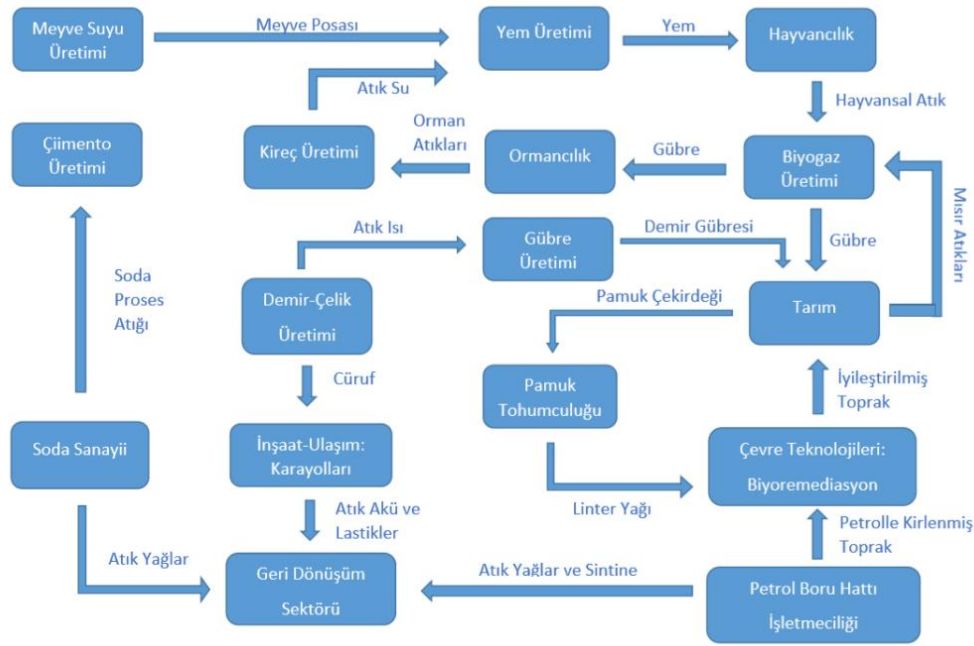 Meyve Suyu
Üretimi
Meyve Posası
Yem Üretimi
Yem
Hayvancılık
Atık Su
Hayvansal Atık
Çiimento
Üretimi
Kireç Üretimi
Orman
Atıkları
Ormancılık
Gübre
Biyogaz
Üretimi
Mısır Atıkları
Atık Isı
Gübre
Üretimi
Demir Gübresi
Gübre
Soda
Proses
Atığı
Demir-Çelik
Üretimi
Pamuk Çekirdeği
Tarım
Cüruf
Pamuk
Tohumculuğu
İyileştirilmiş
Toprak
Soda Sanayii
İnşaat-Ulaşım:
Karayolları
Çevre Teknolojileri:
Biyoremediasyon
Linter Yağı
Atık Akü ve
Lastikler
Petrolle Kirlenmiş
Toprak
Atık Yağlar
Geri Dönüşüm
Sektörü
Atık Yağlar ve Sintine
Petrol Boru Hattı
İşletmeciliği